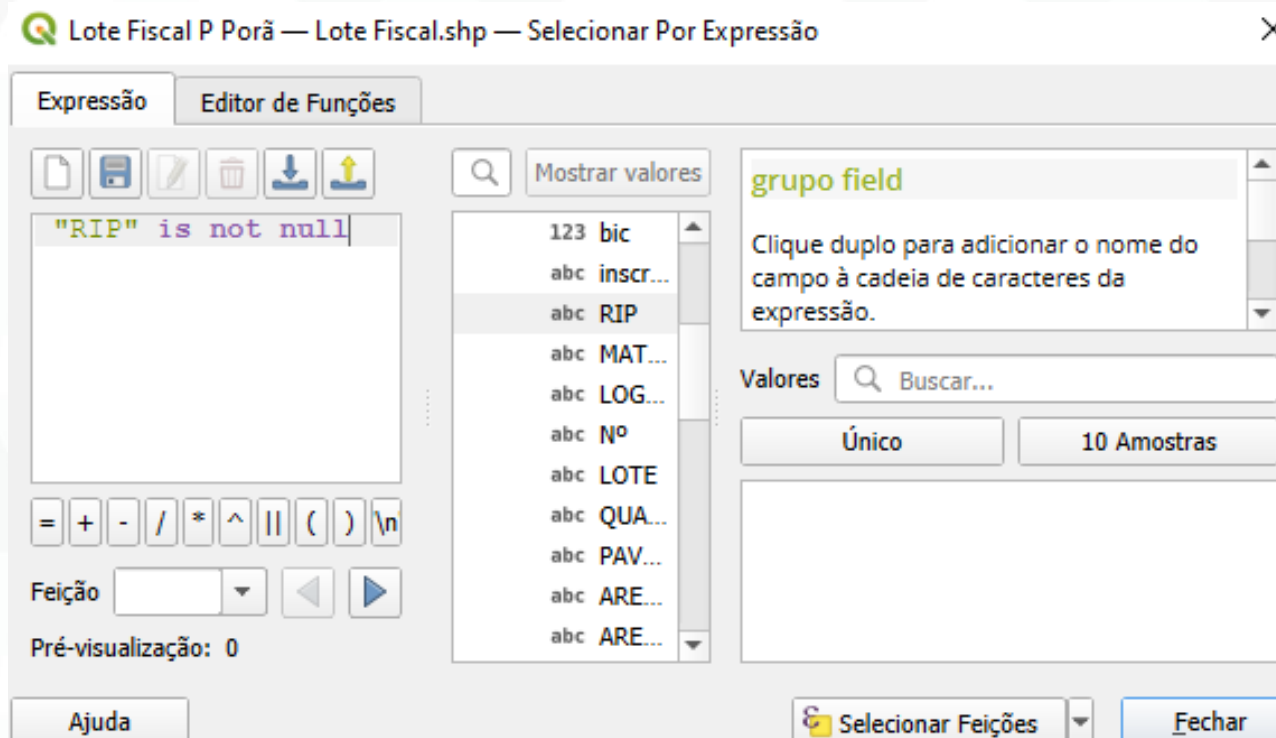 Lote Fiscal P Porã — Lote Fiscal.shp — Selecionar Por Expressão
Expressão
Editor de Funções
"RIP" is not null
= + - / * ^ || ( ) \n
Feição
Pré-visualização: 0
Mostrar valores
123 bic
abc inscr...
abc RIP
abc MAT...
abc LOG...
abc Nº
abc LOTE
abc QUA...
abc PAV...
abc ARE...
abc ARE...
grupo field
Clique duplo para adicionar o nome do
campo à cadeia de caracteres da
expressão.
Valores
Buscar...
Único
10 Amostras
Ajuda
Selecionar Feições
Fechar